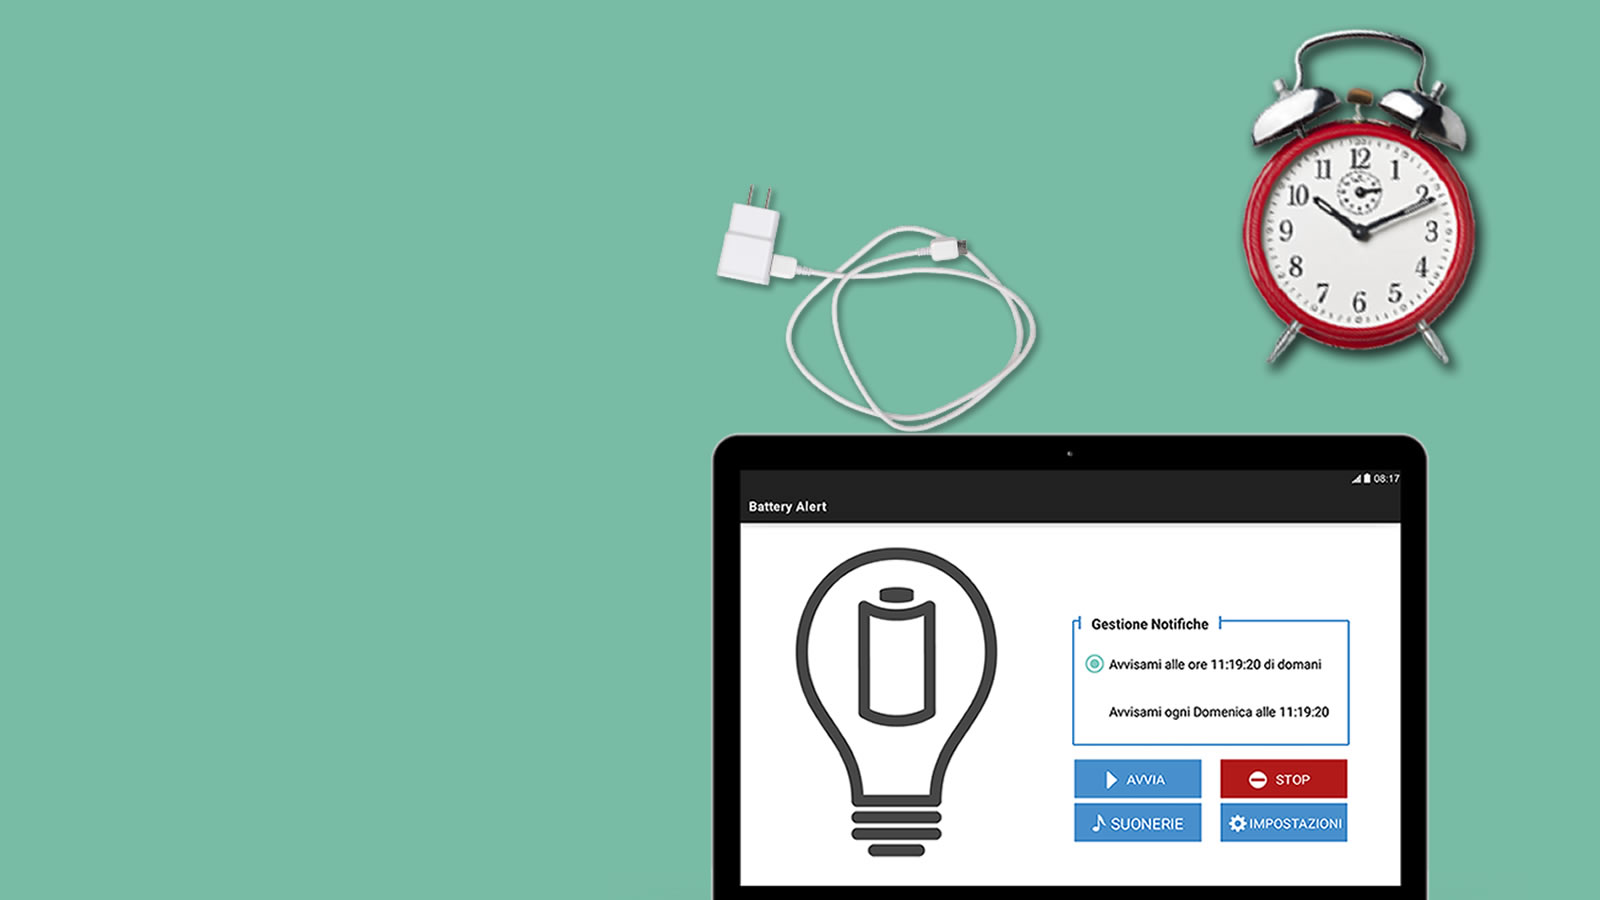 12
11
1
10
2
9
3
8
4
7
5
6
08:17
Battery Alert
Gestione Notifiche
Avvisami alle ore 11:19:20 di domani
Avvisami ogni Domenica alle 11:19:20
AVVIA
STOP
SUONERIE
IMPOSTAZIONI